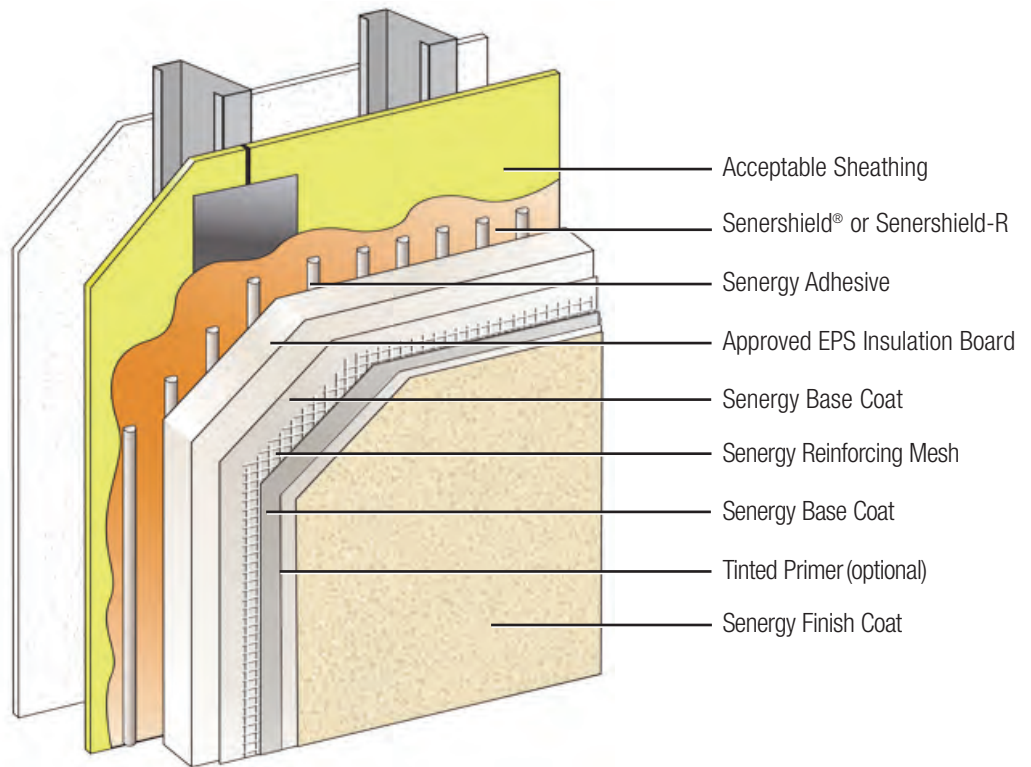 Acceptable Sheathing
Senershield® or Senershield-R
Senergy Adhesive
Approved EPS Insulation Board
Senergy Base Coat
Senergy Reinforcing Mesh
Senergy Base Coat
Tinted Primer (optional)
Senergy Finish Coat